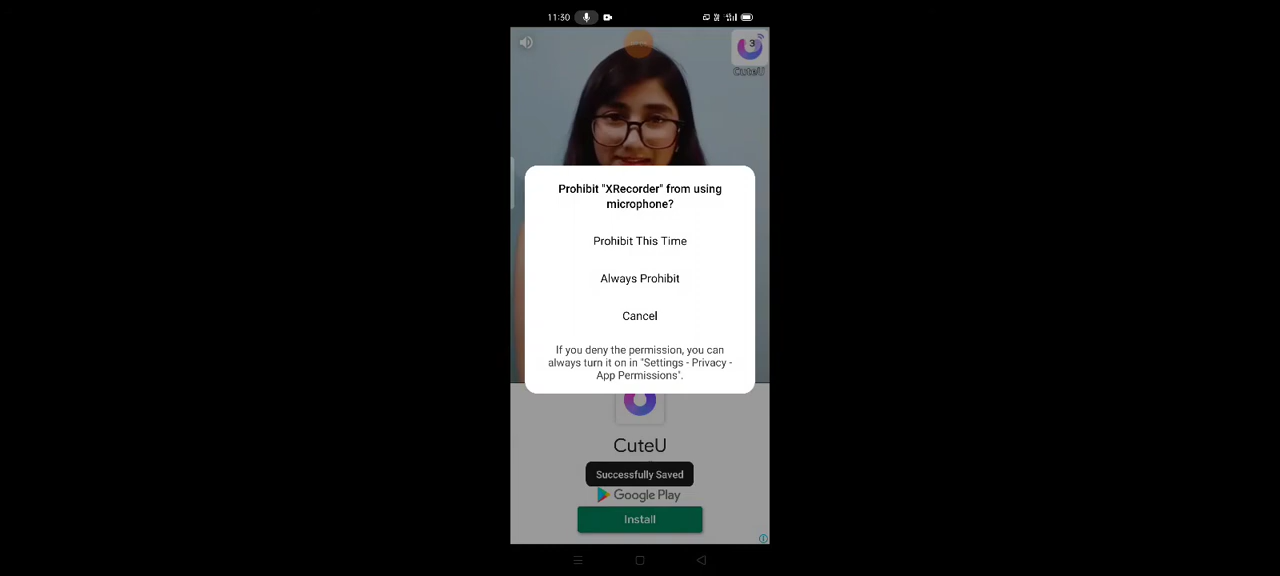 11:30
3
CuteU
Prohibit "XRecorder" from using
microphone?
Prohibit This Time
Always Prohibit
Cancel
If you deny the permission, you can
always turn it on in "Settings - Privacy -
App Permissions".
CuteU
Successfully Saved
Google Play
Install